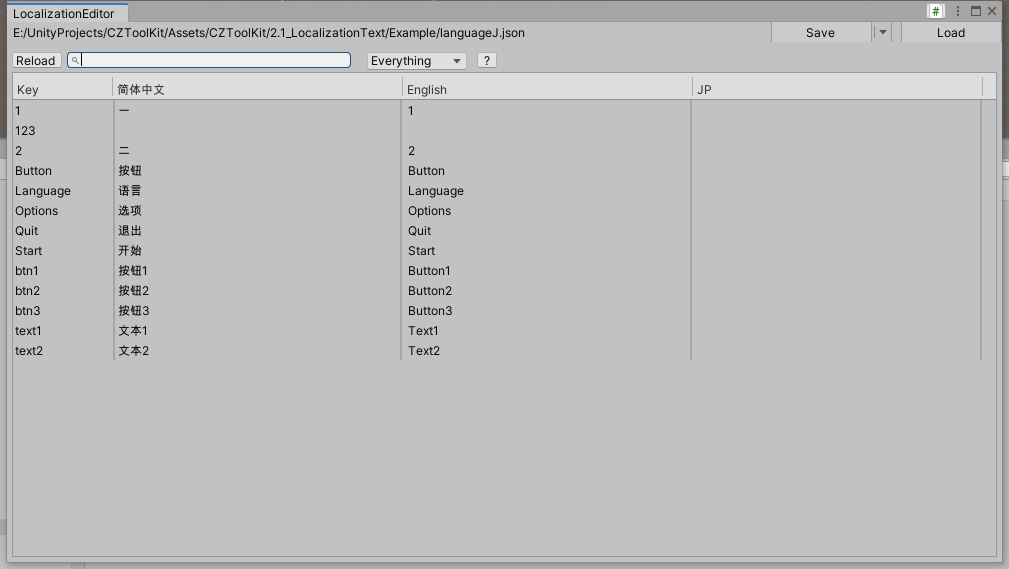 LocalizationEditor
E:/UnityProjects/CZToolKit/Assets/CZToolKit/2.1_LocalizationText/Example/languageJ.json Save Load
Reload Everything ?
Key 简体中文 English JP
1 一 1
123
2 二 2
Button 按钮 Button
Language 语言 Language
Options 选项 Options
Quit 退出 Quit
Start 开始 Start
btn1 按钮1 Button1
btn2 按钮2 Button2
btn3 按钮3 Button3
text1 文本1 Text1
text2 文本2 Text2